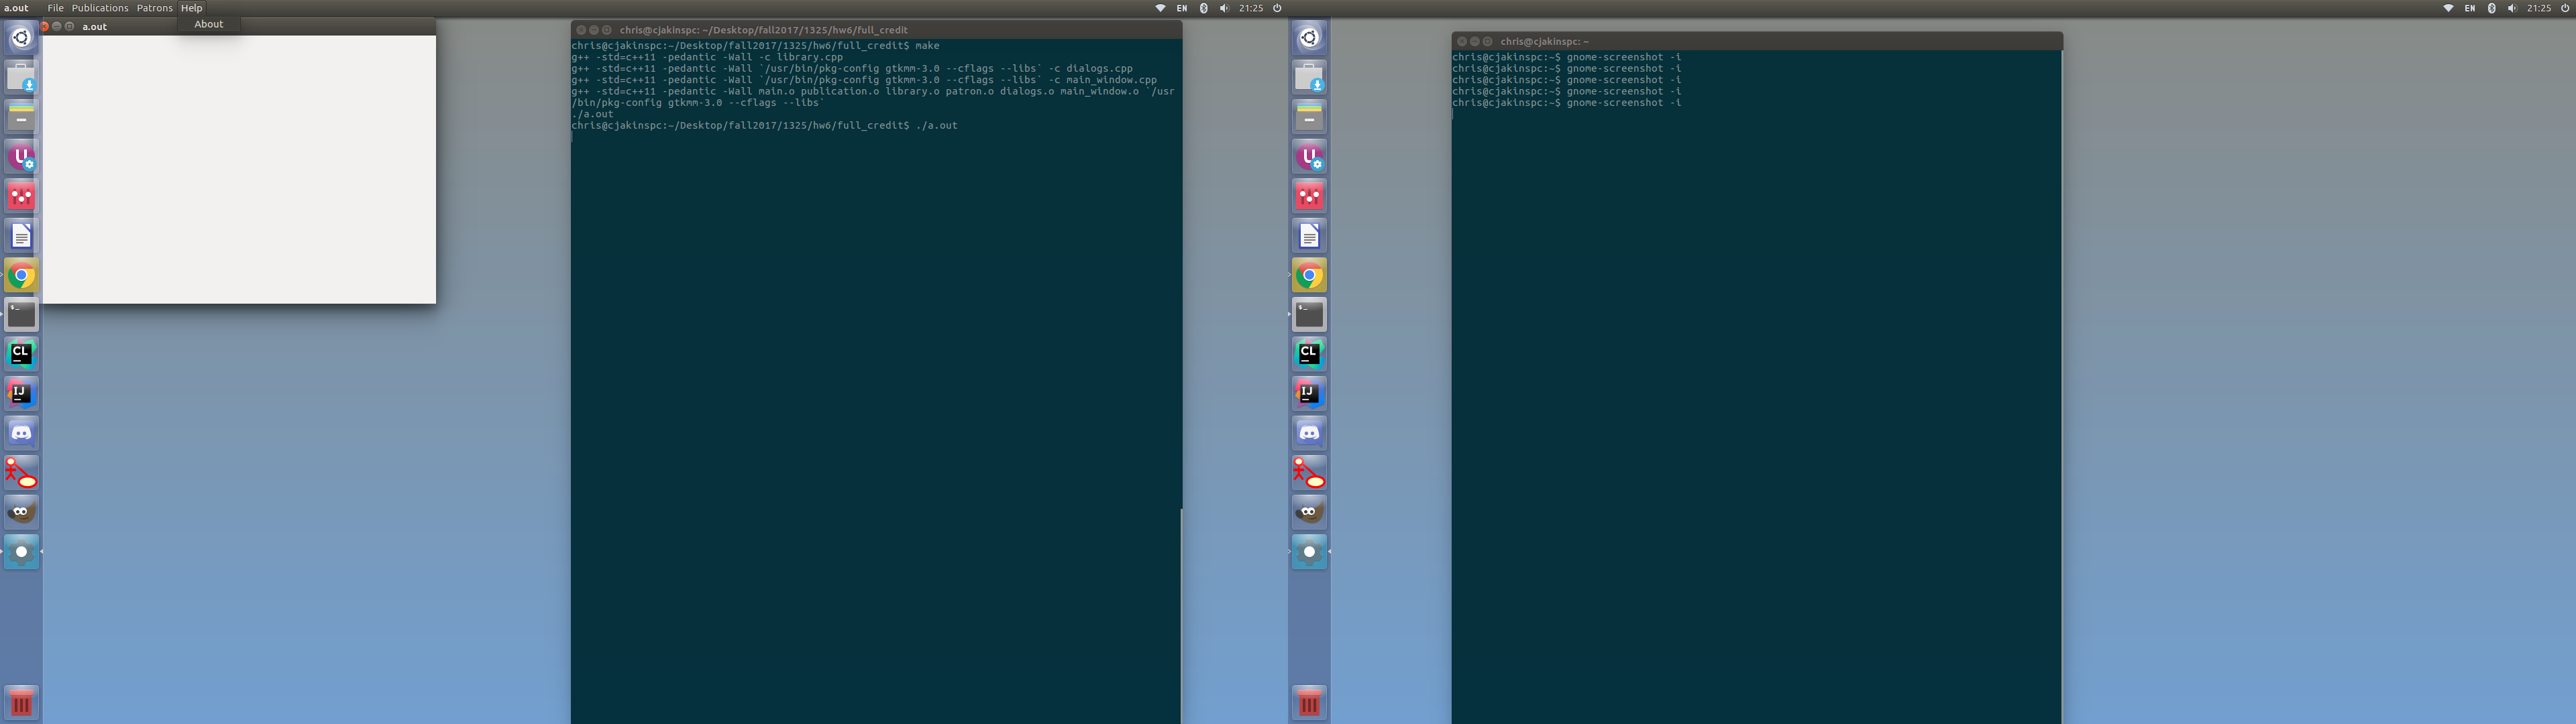 a.out File Publications Patrons Help
EN 21:25
EN 21:25
a.out
About
chris@cjakinspc: ~/Desktop/fall2017/1325/hw6/full_credit
chris@cjakinspc:~/Desktop/fall2017/1325/hw6/full_credit$ make
g++ -std=c++11 -pedantic -Wall -c library.cpp
g++ -std=c++11 -pedantic -Wall `/usr/bin/pkg-config gtkmm-3.0 --cflags --libs` -c dialogs.cpp
g++ -std=c++11 -pedantic -Wall `/usr/bin/pkg-config gtkmm-3.0 --cflags --libs` -c main_window.cpp
g++ -std=c++11 -pedantic -Wall main.o publication.o library.o patron.o dialogs.o main_window.o `/usr
/bin/pkg-config gtkmm-3.0 --cflags --libs`
./a.out
chris@cjakinspc:~/Desktop/fall2017/1325/hw6/full_credit$ ./a.out
chris@cjakinspc: ~
chris@cjakinspc:~$ gnome-screenshot -i
chris@cjakinspc:~$ gnome-screenshot -i
chris@cjakinspc:~$ gnome-screenshot -i
chris@cjakinspc:~$ gnome-screenshot -i
chris@cjakinspc:~$ gnome-screenshot -i
U
$_
CL
IJ
U
$_
CL
IJ